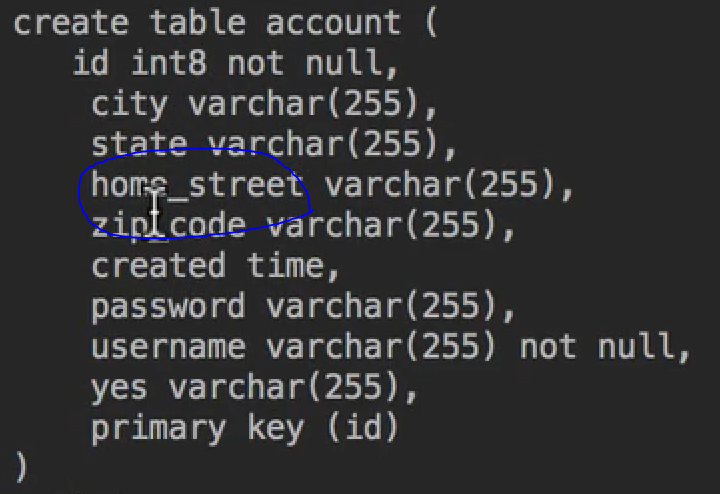 create table account (
id int8 not null,
city varchar(255),
state varchar(255),
home_street varchar(255),
zip_code varchar(255),
created time,
password varchar(255),
username varchar(255) not null,
yes varchar(255),
primary key (id)
)